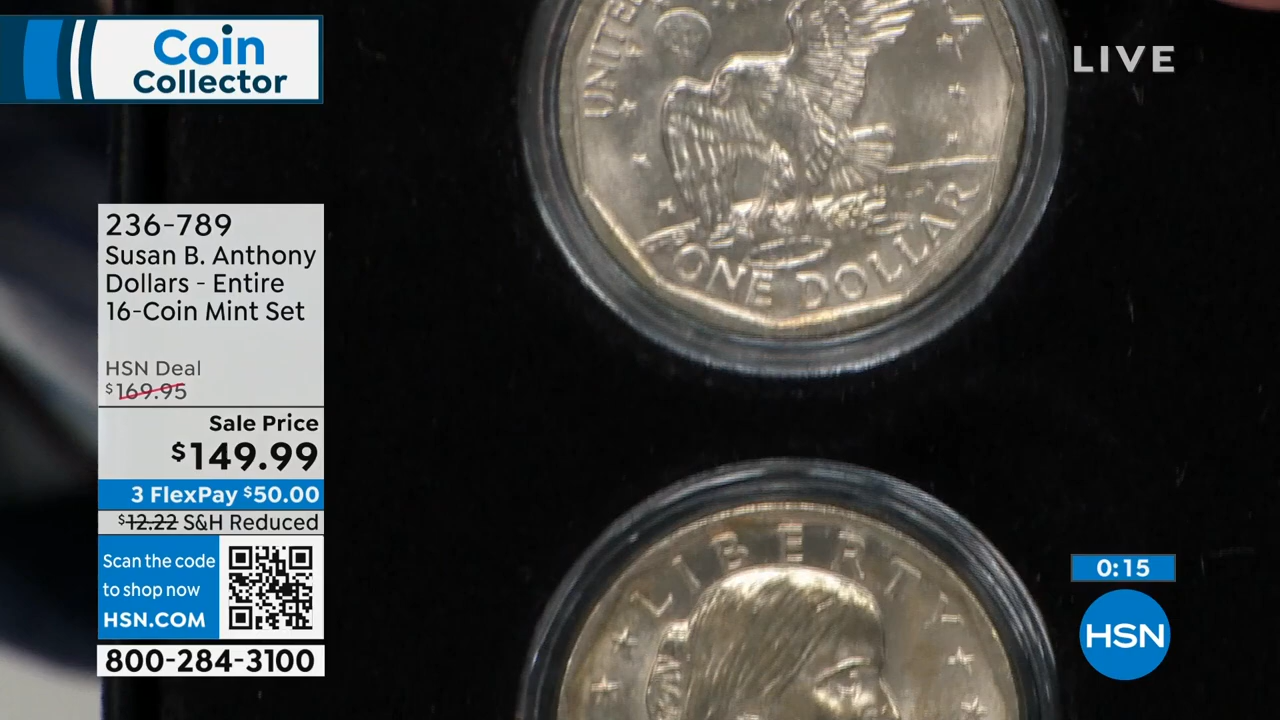 Coin
Collector
LIVE
UNITED
ONE DOLLAR
236-789
Susan B. Anthony
Dollars - Entire
16-Coin Mint Set
HSN Deal
$169.95
Sale Price
$149.99
3 FlexPay $50.00
$12.22 S&H Reduced
Scan the code
to shop now
HSN.COM
800-284-3100
LIBERTY
0:15
HSN